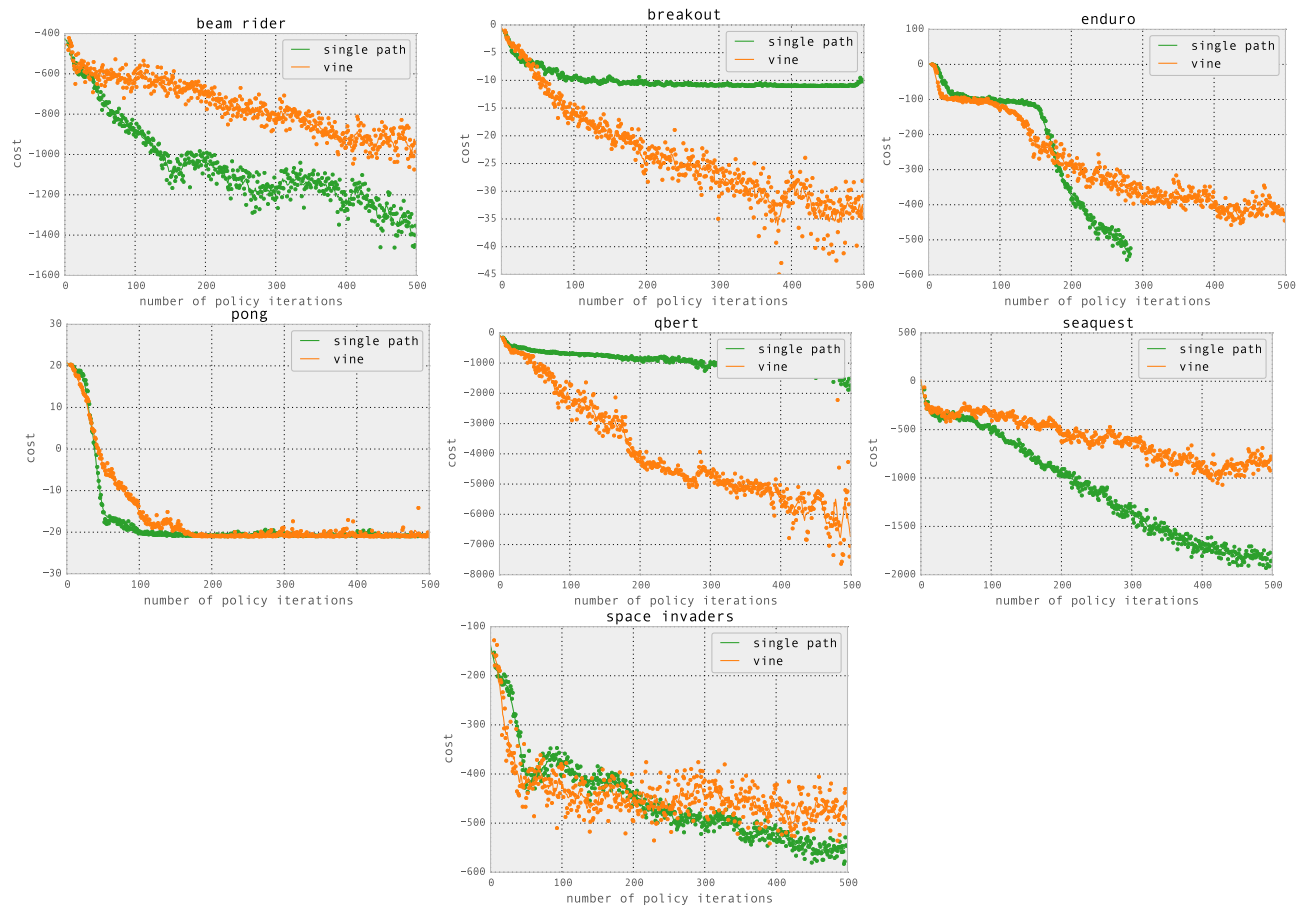 beam rider
−400
−600
−800
−1000
−1200
−1400
−1600
cost
single path
vine
0 100 200 300 400 500
number of policy iterations
breakout
0
−5
−10
−15
−20
−25
−30
−35
−40
−45
cost
single path
vine
0 100 200 300 400 500
number of policy iterations
enduro
100
0
−100
−200
−300
−400
−500
−600
cost
single path
vine
0 100 200 300 400 500
number of policy iterations
pong
30
20
10
0
−10
−20
−30
cost
single path
vine
0 100 200 300 400 500
number of policy iterations
qbert
0
−1000
−2000
−3000
−4000
−5000
−6000
−7000
−8000
cost
single path
vine
0 100 200 300 400 500
number of policy iterations
seaquest
500
0
−500
−1000
−1500
−2000
cost
single path
vine
0 100 200 300 400 500
number of policy iterations
space invaders
−100
−200
−300
−400
−500
−600
cost
single path
vine
0 100 200 300 400 500
number of policy iterations